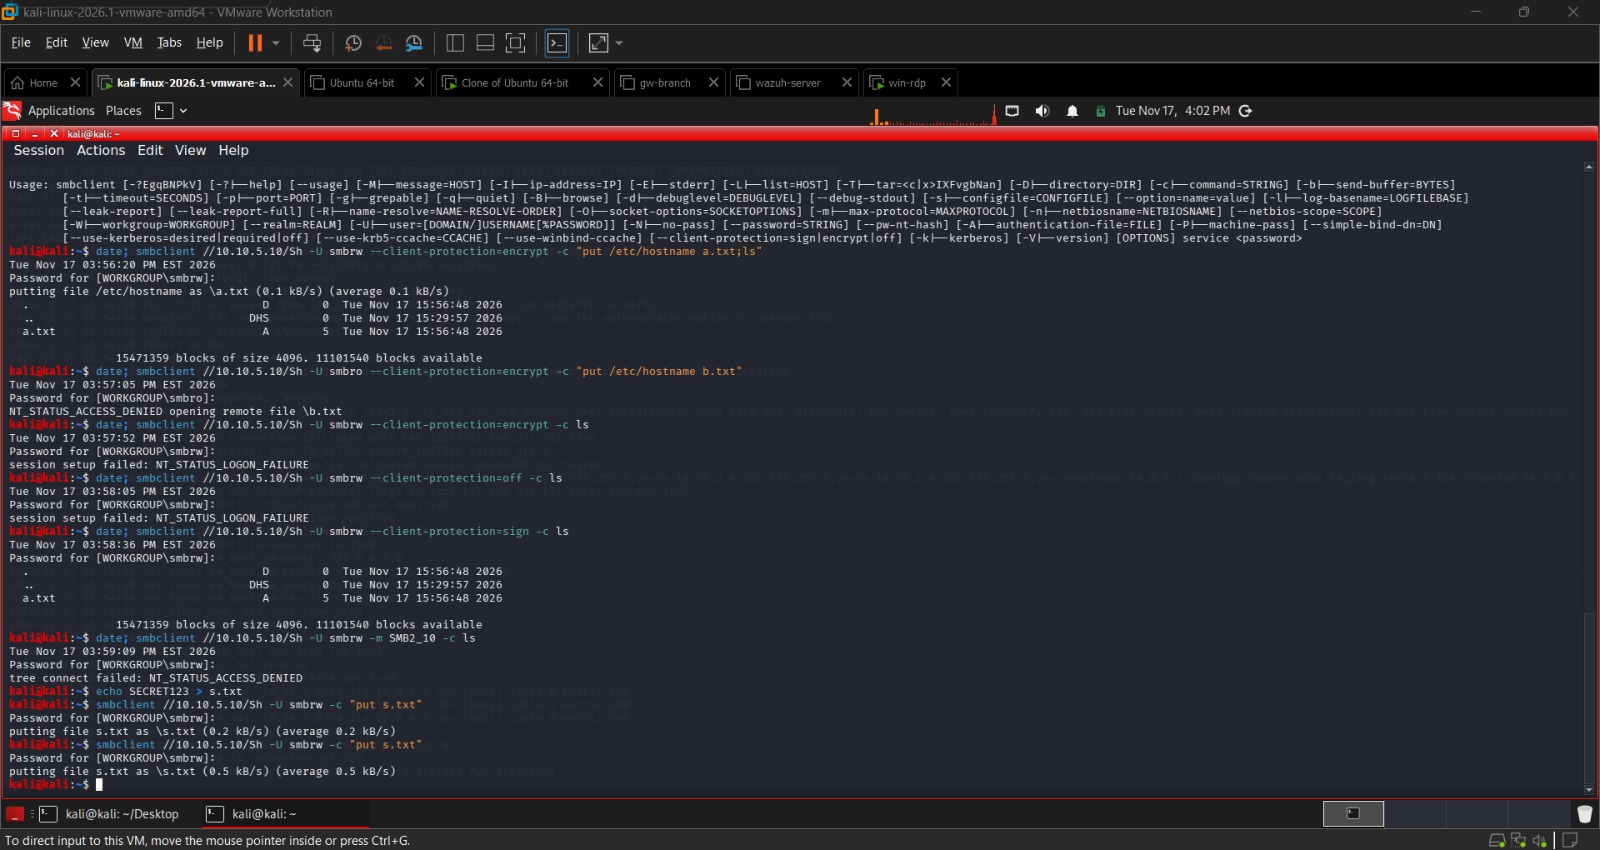 kali-linux-2026.1-vmware-amd64 - VMware Workstation
File Edit View VM Tabs Help
Home kali-linux-2026.1-vmware-a... Ubuntu 64-bit Clone of Ubuntu 64-bit gw-branch wazuh-server win-rdp
Applications Places Tue Nov 17, 4:02 PM
kali@kali: ~
Session Actions Edit View Help
Usage: smbclient [-?EgqBNPkV] [-?|--help] [--usage] [-M|--message=HOST] [-I|--ip-address=IP] [-E|--stderr] [-L|--list=HOST] [-T|--tar=<c|x>IXFvgbNan] [-D|--directory=DIR] [-c|--command=STRING] [-b|--send-buffer=BYTES]
[-t|--timeout=SECONDS] [-p|--port=PORT] [-g|--grepable] [-q|--quiet] [-B|--browse] [-d|--debuglevel=DEBUGLEVEL] [--debug-stdout] [-s|--configfile=CONFIGFILE] [--option=name=value] [-l|--log-basename=LOGFILEBASE]
[--leak-report] [--leak-report-full] [-R|--name-resolve=NAME-RESOLVE-ORDER] [-O|--socket-options=SOCKETOPTIONS] [-m|--max-protocol=MAXPROTOCOL] [-n|--netbiosname=NETBIOSNAME] [--netbios-scope=SCOPE]
[-W|--workgroup=WORKGROUP] [--realm=REALM] [-U|--user=[DOMAIN/]USERNAME[%PASSWORD]] [-N|--no-pass] [--password=STRING] [--pw-nt-hash] [-A|--authentication-file=FILE] [-P|--machine-pass] [--simple-bind-dn=DN]
[--use-kerberos=desired|required|off] [--use-krb5-ccache=CCACHE] [--use-winbind-ccache] [--client-protection=sign|encrypt|off] [-k|--kerberos] [-V|--version] [OPTIONS] service <password>
kali@kali:~$ date; smbclient //10.10.5.10/Sh -U smbrw --client-protection=encrypt -c "put /etc/hostname a.txt;ls"
Tue Nov 17 03:56:20 PM EST 2026
Password for [WORKGROUP\smbrw]:
putting file /etc/hostname as \a.txt (0.1 kB/s) (average 0.1 kB/s)
. D 0 Tue Nov 17 15:56:48 2026
.. DHS 0 Tue Nov 17 15:29:57 2026
a.txt A 5 Tue Nov 17 15:56:48 2026
15471359 blocks of size 4096. 11101540 blocks available
kali@kali:~$ date; smbclient //10.10.5.10/Sh -U smbro --client-protection=encrypt -c "put /etc/hostname b.txt"
Tue Nov 17 03:57:05 PM EST 2026
Password for [WORKGROUP\smbro]:
NT_STATUS_ACCESS_DENIED opening remote file \b.txt
kali@kali:~$ date; smbclient //10.10.5.10/Sh -U smbrw --client-protection=encrypt -c ls
Tue Nov 17 03:57:52 PM EST 2026
Password for [WORKGROUP\smbrw]:
session setup failed: NT_STATUS_LOGON_FAILURE
kali@kali:~$ date; smbclient //10.10.5.10/Sh -U smbrw --client-protection=off -c ls
Tue Nov 17 03:58:05 PM EST 2026
Password for [WORKGROUP\smbrw]:
session setup failed: NT_STATUS_LOGON_FAILURE
kali@kali:~$ date; smbclient //10.10.5.10/Sh -U smbrw --client-protection=sign -c ls
Tue Nov 17 03:58:36 PM EST 2026
Password for [WORKGROUP\smbrw]:
. D 0 Tue Nov 17 15:56:48 2026
.. DHS 0 Tue Nov 17 15:29:57 2026
a.txt A 5 Tue Nov 17 15:56:48 2026
15471359 blocks of size 4096. 11101540 blocks available
kali@kali:~$ date; smbclient //10.10.5.10/Sh -U smbrw -m SMB2_10 -c ls
Tue Nov 17 03:59:09 PM EST 2026
Password for [WORKGROUP\smbrw]:
tree connect failed: NT_STATUS_ACCESS_DENIED
kali@kali:~$ echo SECRET123 > s.txt
kali@kali:~$ smbclient //10.10.5.10/Sh -U smbrw -c "put s.txt"
Password for [WORKGROUP\smbrw]:
putting file s.txt as \s.txt (0.2 kB/s) (average 0.2 kB/s)
kali@kali:~$ smbclient //10.10.5.10/Sh -U smbrw -c "put s.txt"
Password for [WORKGROUP\smbrw]:
putting file s.txt as \s.txt (0.5 kB/s) (average 0.5 kB/s)
kali@kali:~$
kali@kali: ~/Desktop kali@kali: ~
To direct input to this VM, move the mouse pointer inside or press Ctrl+G.